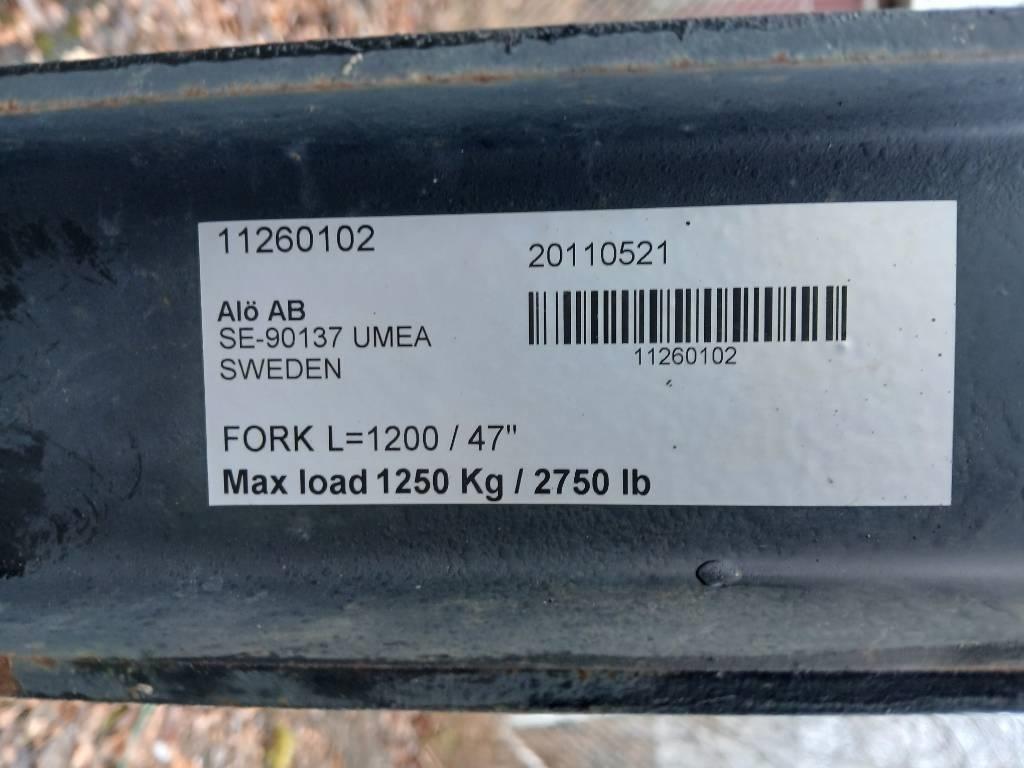 11260102
20110521
Alö AB
SE-90137 UMEA
SWEDEN
11260102
FORK L=1200 / 47"
Max load 1250 Kg / 2750 lb